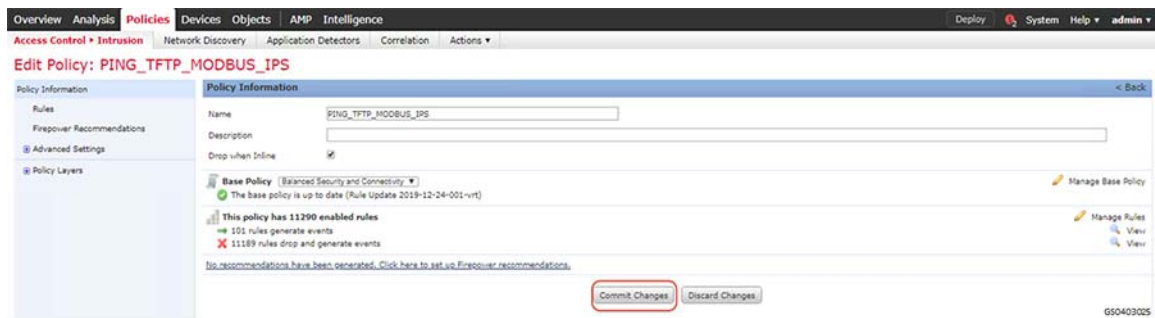 Overview Analysis Policies Devices Objects AMP Intelligence Deploy 2 System Help ▾ admin ▾
Access Control ▸ Intrusion Network Discovery Application Detectors Correlation Actions ▾
Edit Policy: PING_TFTP_MODBUS_IPS
Policy Information
Rules
Firepower Recommendations
Advanced Settings
Policy Layers
Policy Information < Back
Name PING_TFTP_MODBUS_IPS
Description
Drop when Inline
Base Policy Balanced Security and Connectivity ▾ Manage Base Policy
The base policy is up to date (Rule Update 2019-12-24-001-vrt)
This policy has 11290 enabled rules Manage Rules
101 rules generate events View
11189 rules drop and generate events View
No recommendations have been generated. Click here to set up Firepower recommendations.
Commit Changes Discard Changes
GSO403025